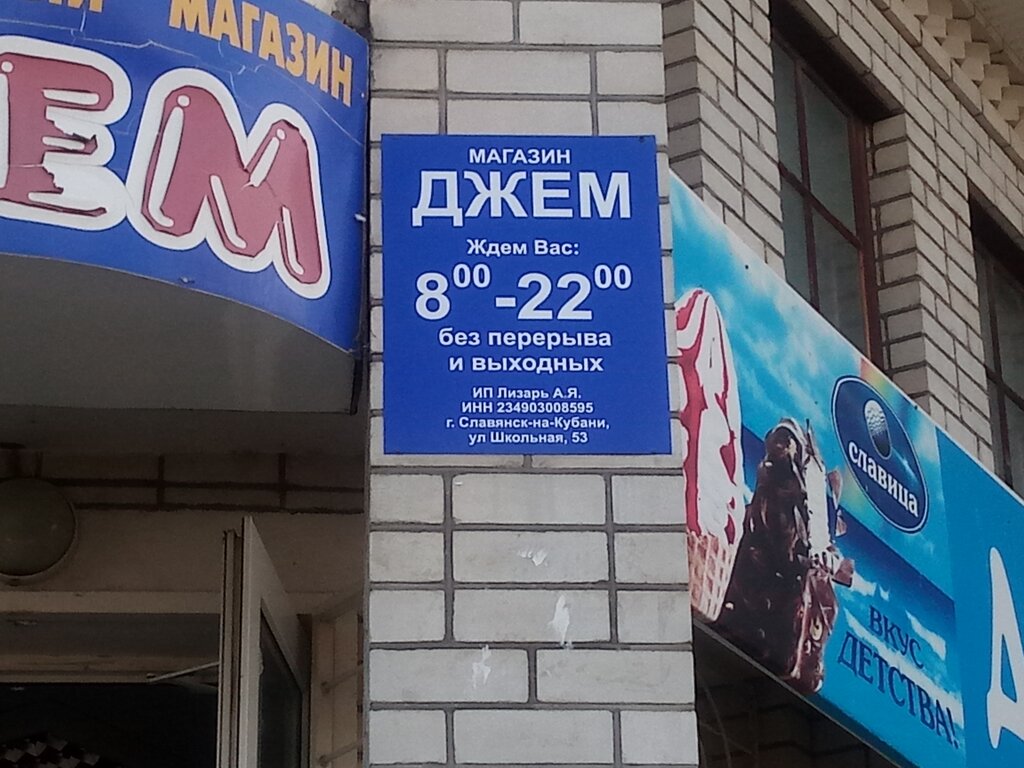 МАГАЗИН
ЕМ
МАГАЗИН
ДЖЕМ
Ждем Вас:
8⁰⁰-22⁰⁰
без перерыва
и выходных
ИП Лизарь А.Я.
ИНН 234903008595
г. Славянск-на-Кубани,
ул Школьная, 53
славица
ВКУС
ДЕТСТВА!